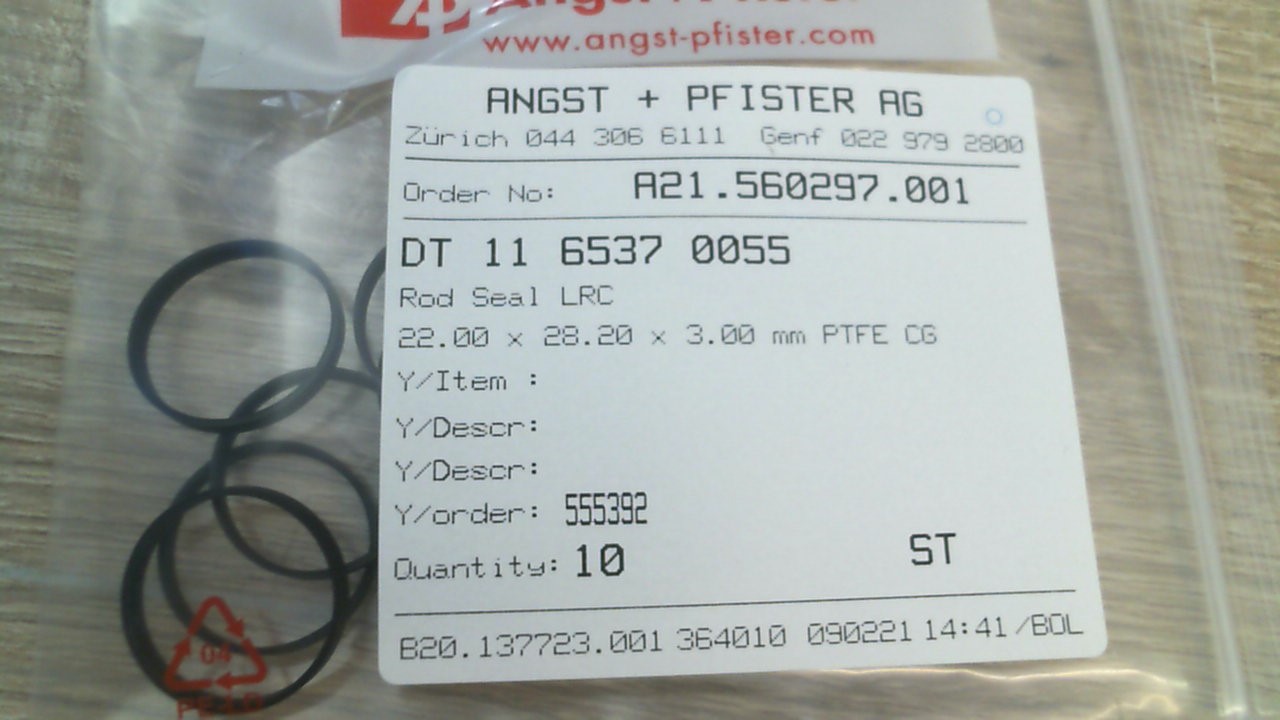 Angst+Pfister
www.angst-pfister.com
ANGST + PFISTER AG
Zürich 044 306 6111 Genf 022 979 2800
Order No: A21.560297.001
DT 11 6537 0055
Rod Seal LRC
22.00 x 28.20 x 3.00 mm PTFE CG
Y/Item :
Y/Descr:
Y/Descr:
Y/order: 555392
Quantity: 10 ST
B20.137723.001 364010 090221 14:41 /BOL
04